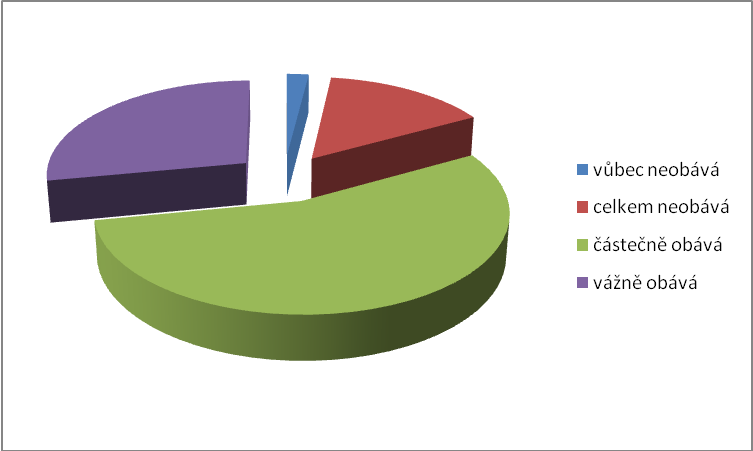 vůbec neobává
celkem neobává
částečně obává
vážně obává